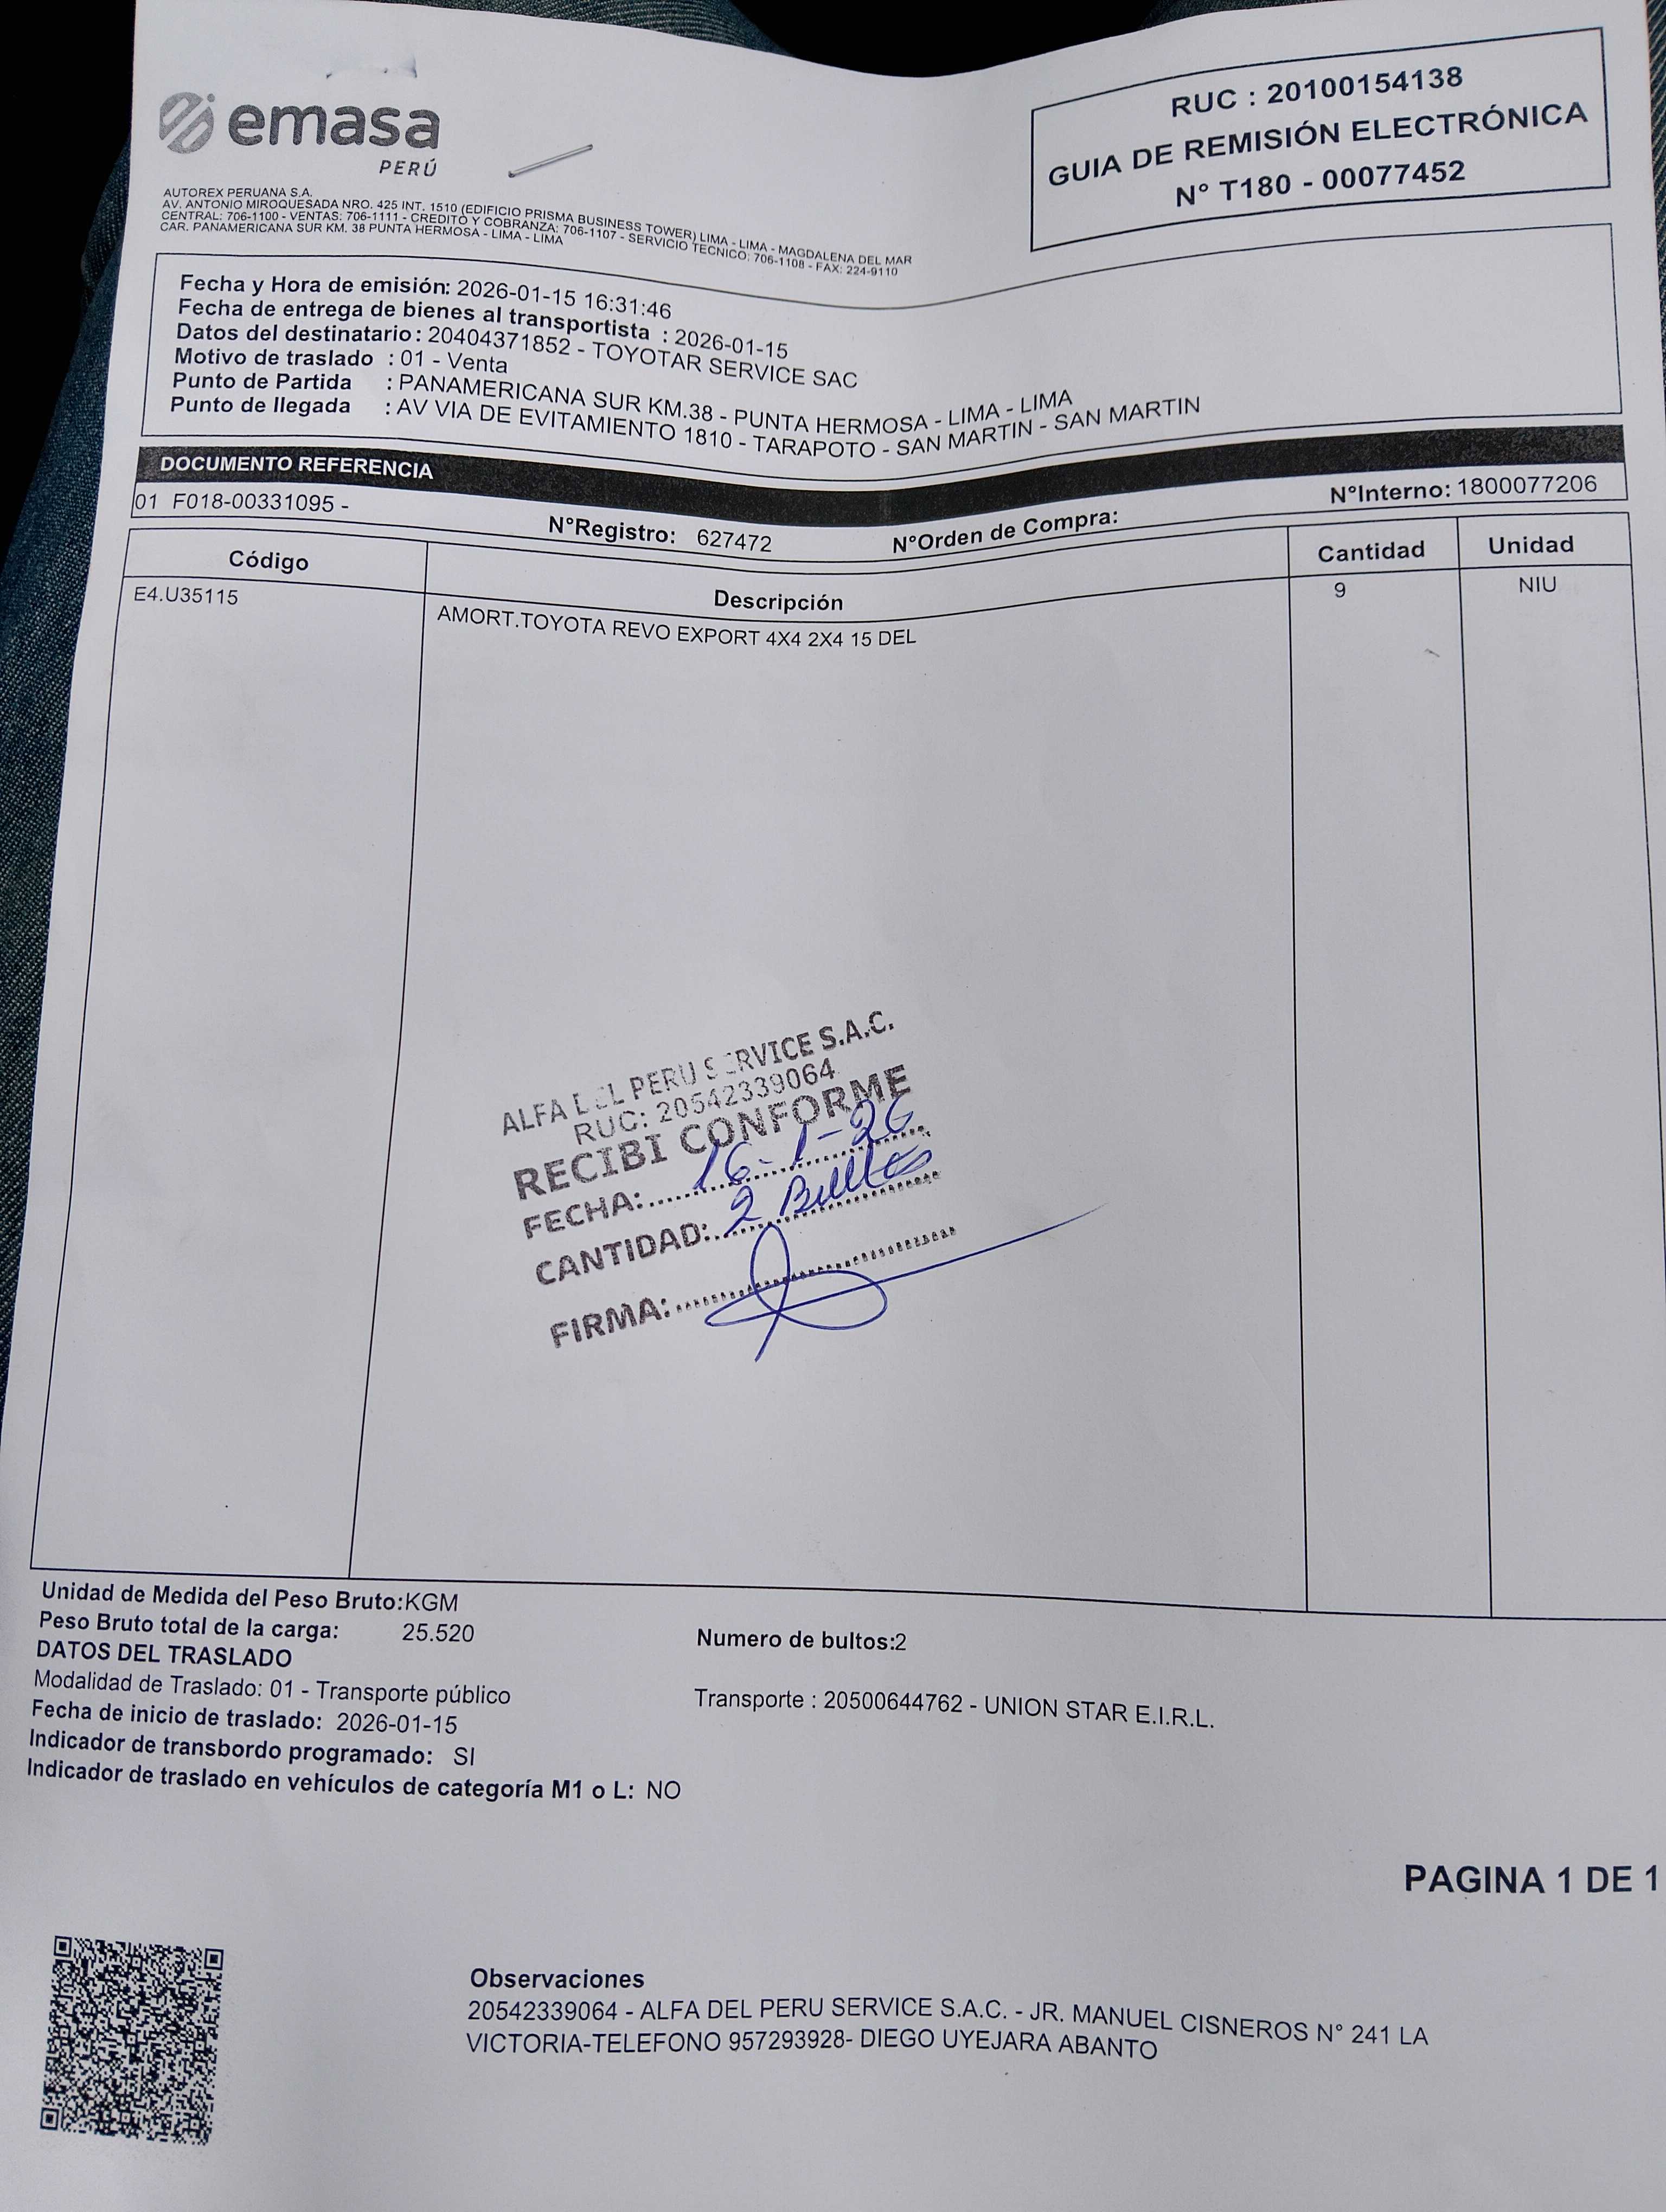 emasa
PERÚ
RUC : 20100154138
GUIA DE REMISIÓN ELECTRÓNICA
N° T180 - 00077452
AUTOREX PERUANA S.A.
AV. ANTONIO MIROQUESADA NRO. 425 INT. 1510 (EDIFICIO PRISMA BUSINESS TOWER) LIMA - LIMA - MAGDALENA DEL MAR
CENTRAL: 706-1100 - VENTAS: 706-1111 - CREDITO Y COBRANZA: 706-1107 - SERVICIO TECNICO: 706-1108 - FAX: 224-9110
CAR. PANAMERICANA SUR KM. 38 PUNTA HERMOSA - LIMA - LIMA
Fecha y Hora de emisión: 2026-01-15 16:31:46
Fecha de entrega de bienes al transportista : 2026-01-15
Datos del destinatario: 20404371852 - TOYOTAR SERVICE SAC
Motivo de traslado : 01 - Venta
Punto de Partida : PANAMERICANA SUR KM.38 - PUNTA HERMOSA - LIMA - LIMA
Punto de llegada : AV VIA DE EVITAMIENTO 1810 - TARAPOTO - SAN MARTIN - SAN MARTIN
DOCUMENTO REFERENCIA
01 F018-00331095 - N°Registro: 627472 N°Orden de Compra: N°Interno: 1800077206
Código Descripción Cantidad Unidad
E4.U35115 AMORT.TOYOTA REVO EXPORT 4X4 2X4 15 DEL 9 NIU
ALFA DEL PERU SERVICE S.A.C.
RUC: 20542339064
RECIBI CONFORME
FECHA: 16-1-26
CANTIDAD: 2 Bultos
FIRMA:
Unidad de Medida del Peso Bruto:KGM
Peso Bruto total de la carga: 25.520 Numero de bultos:2
DATOS DEL TRASLADO
Modalidad de Traslado: 01 - Transporte público Transporte : 20500644762 - UNION STAR E.I.R.L.
Fecha de inicio de traslado: 2026-01-15
Indicador de transbordo programado: SI
Indicador de traslado en vehículos de categoría M1 o L: NO
PAGINA 1 DE 1
Observaciones
20542339064 - ALFA DEL PERU SERVICE S.A.C. - JR. MANUEL CISNEROS N° 241 LA
VICTORIA-TELEFONO 957293928- DIEGO UYEJARA ABANTO